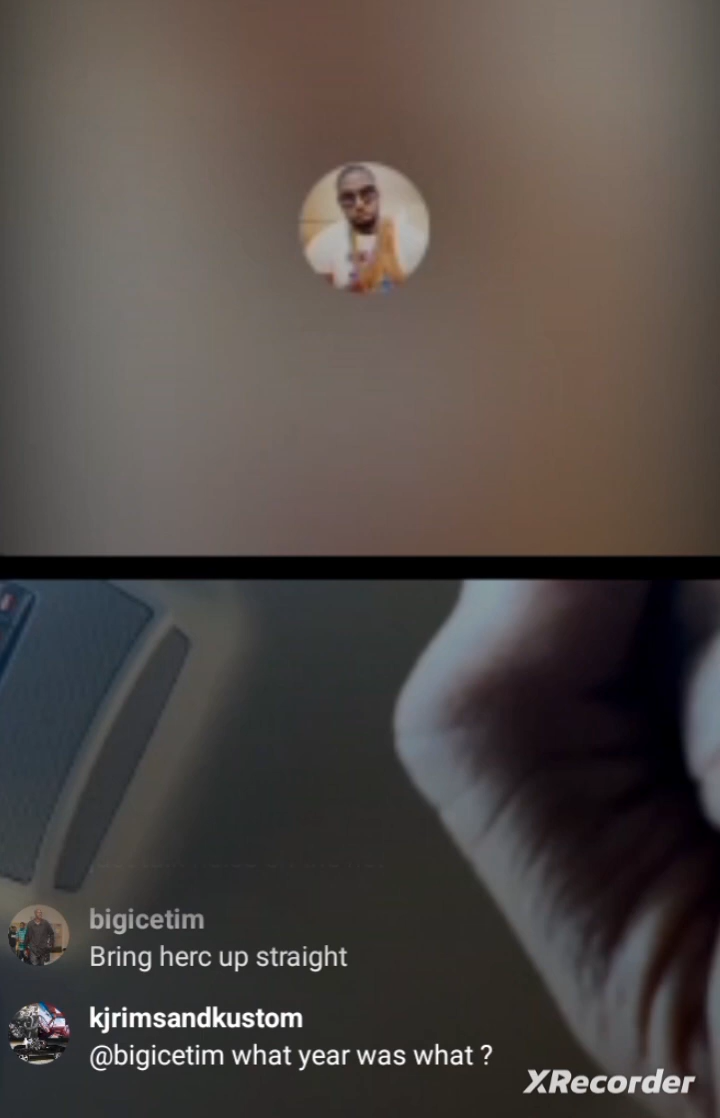 bigicetim
Bring herc up straight
kjrimsandkustom
@bigicetim what year was what ?
XRecorder